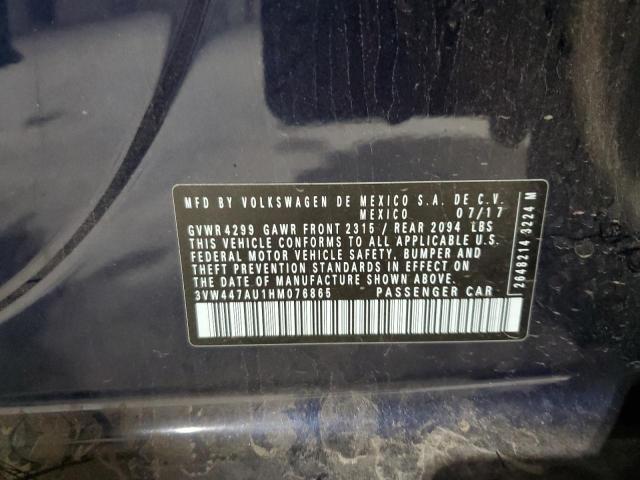 MFD BY VOLKSWAGEN DE MEXICO S.A. DE C.V.
MEXICO 07/17
GVWR 4299 GAWR FRONT 2315 / REAR 2094 LBS
THIS VEHICLE CONFORMS TO ALL APPLICABLE U.S.
FEDERAL MOTOR VEHICLE SAFETY, BUMPER AND
THEFT PREVENTION STANDARDS IN EFFECT ON
THE DATE OF MANUFACTURE SHOWN ABOVE.
3VW447AU1HM076865 PASSENGER CAR
2648214 3224 M